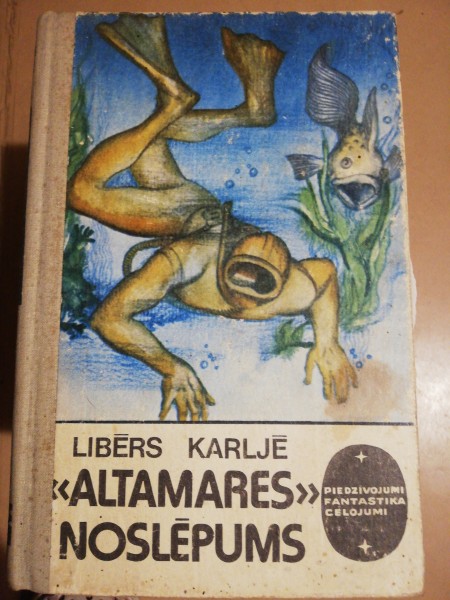 LIBĒRS KARLJĒ
«ALTAMARES»
NOSLĒPUMS
PIEDZĪVOJUMI
FANTASTIKA
CEĻOJUMI